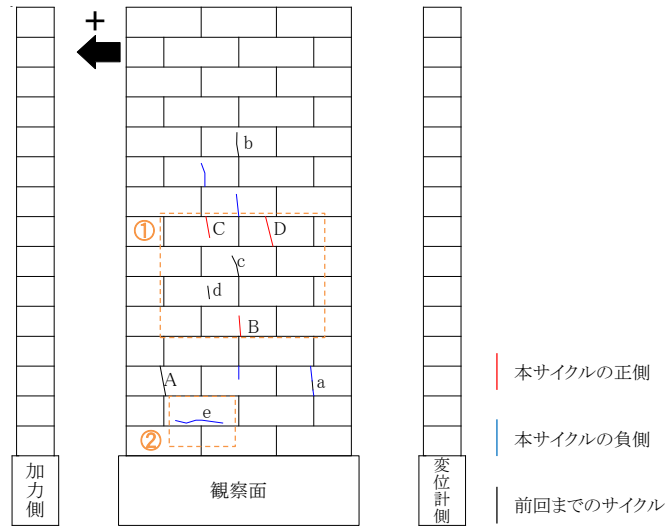 +
b
① C D
c
d
B
A a
e
②
本サイクルの正側
本サイクルの負側
前回までのサイクル
加力側
観察面
変位計側